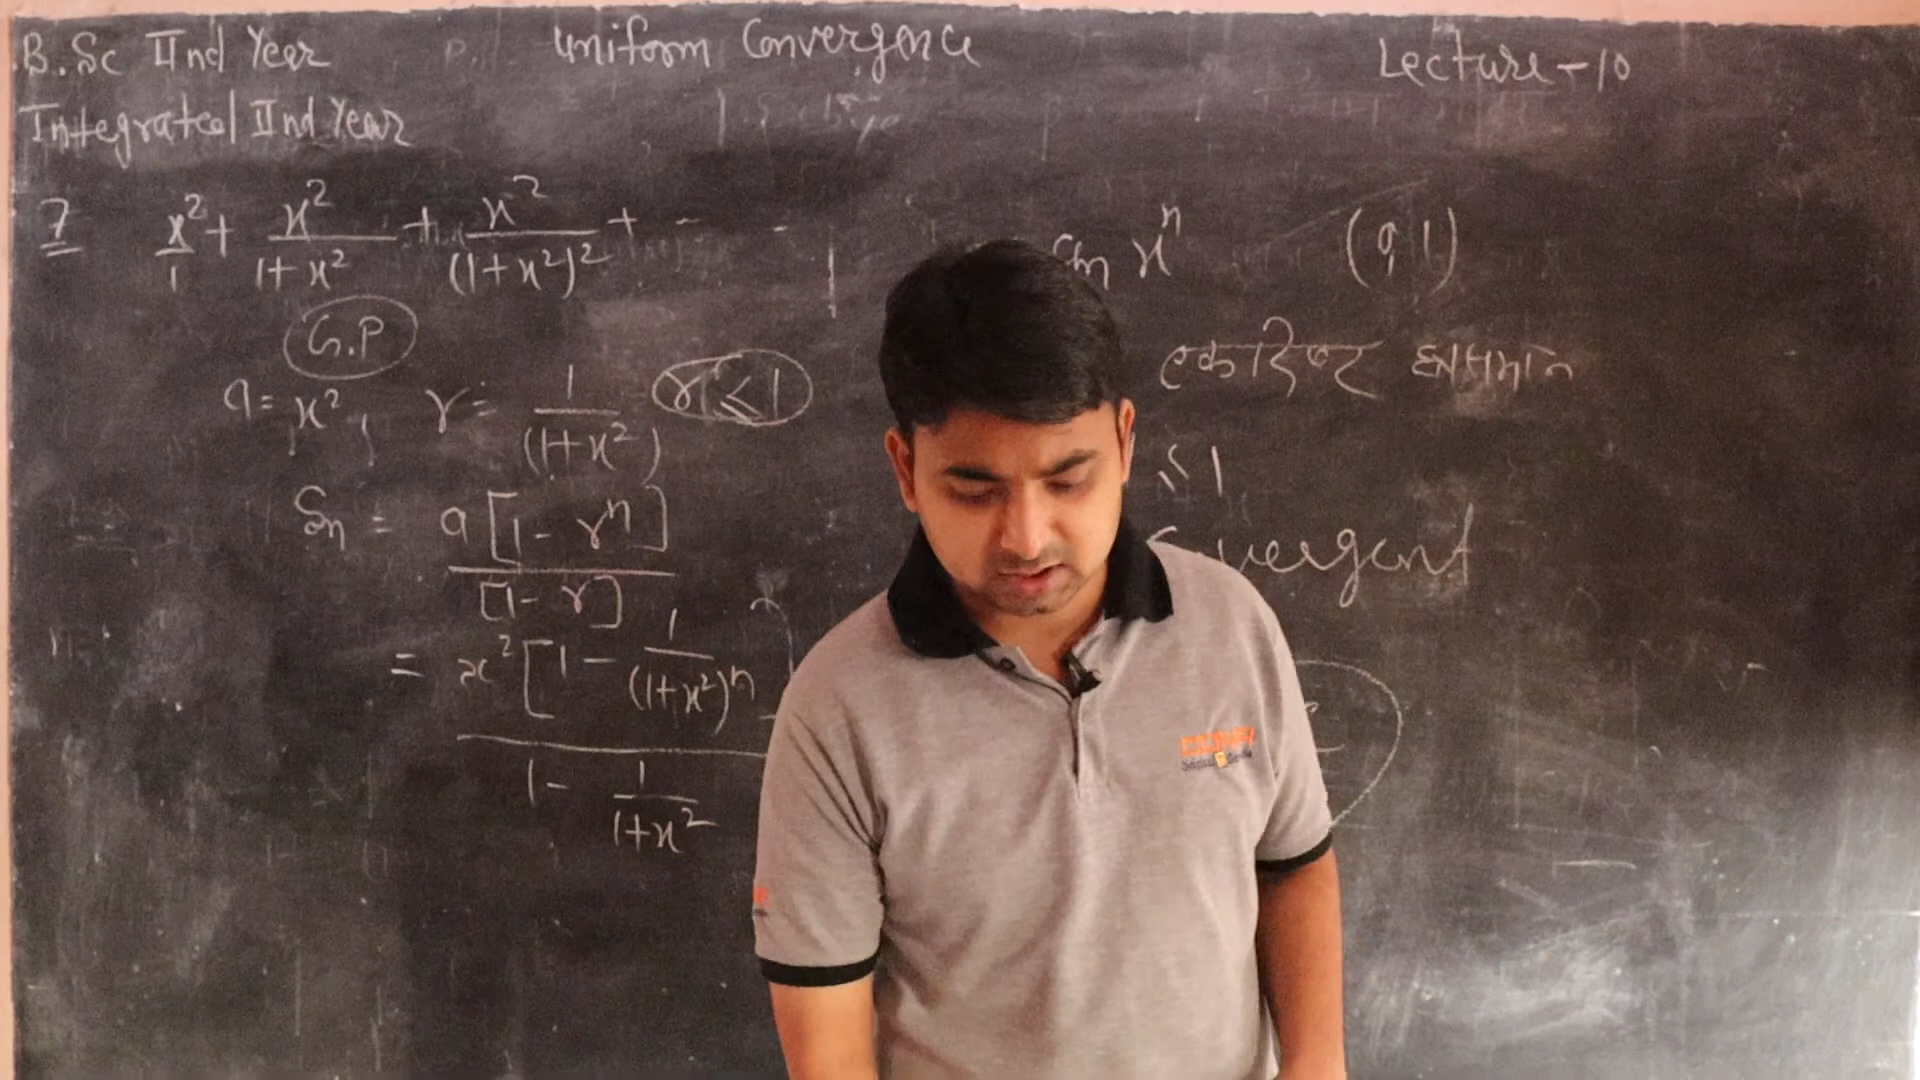 B.Sc IInd Year
Uniform Convergence
Lecture-10
Integrated IInd Year
7 x²/1 + x²/(1+x²) + x²/(1+x²)² + - -
G.P
a = x², r = 1/(1+x²) r ≤ 1
Sn = a[1-rⁿ]/[1-r]
= x²[1 - 1/(1+x²)ⁿ
1 - 1/(1+x²)
xⁿ
≤ 1
vergent